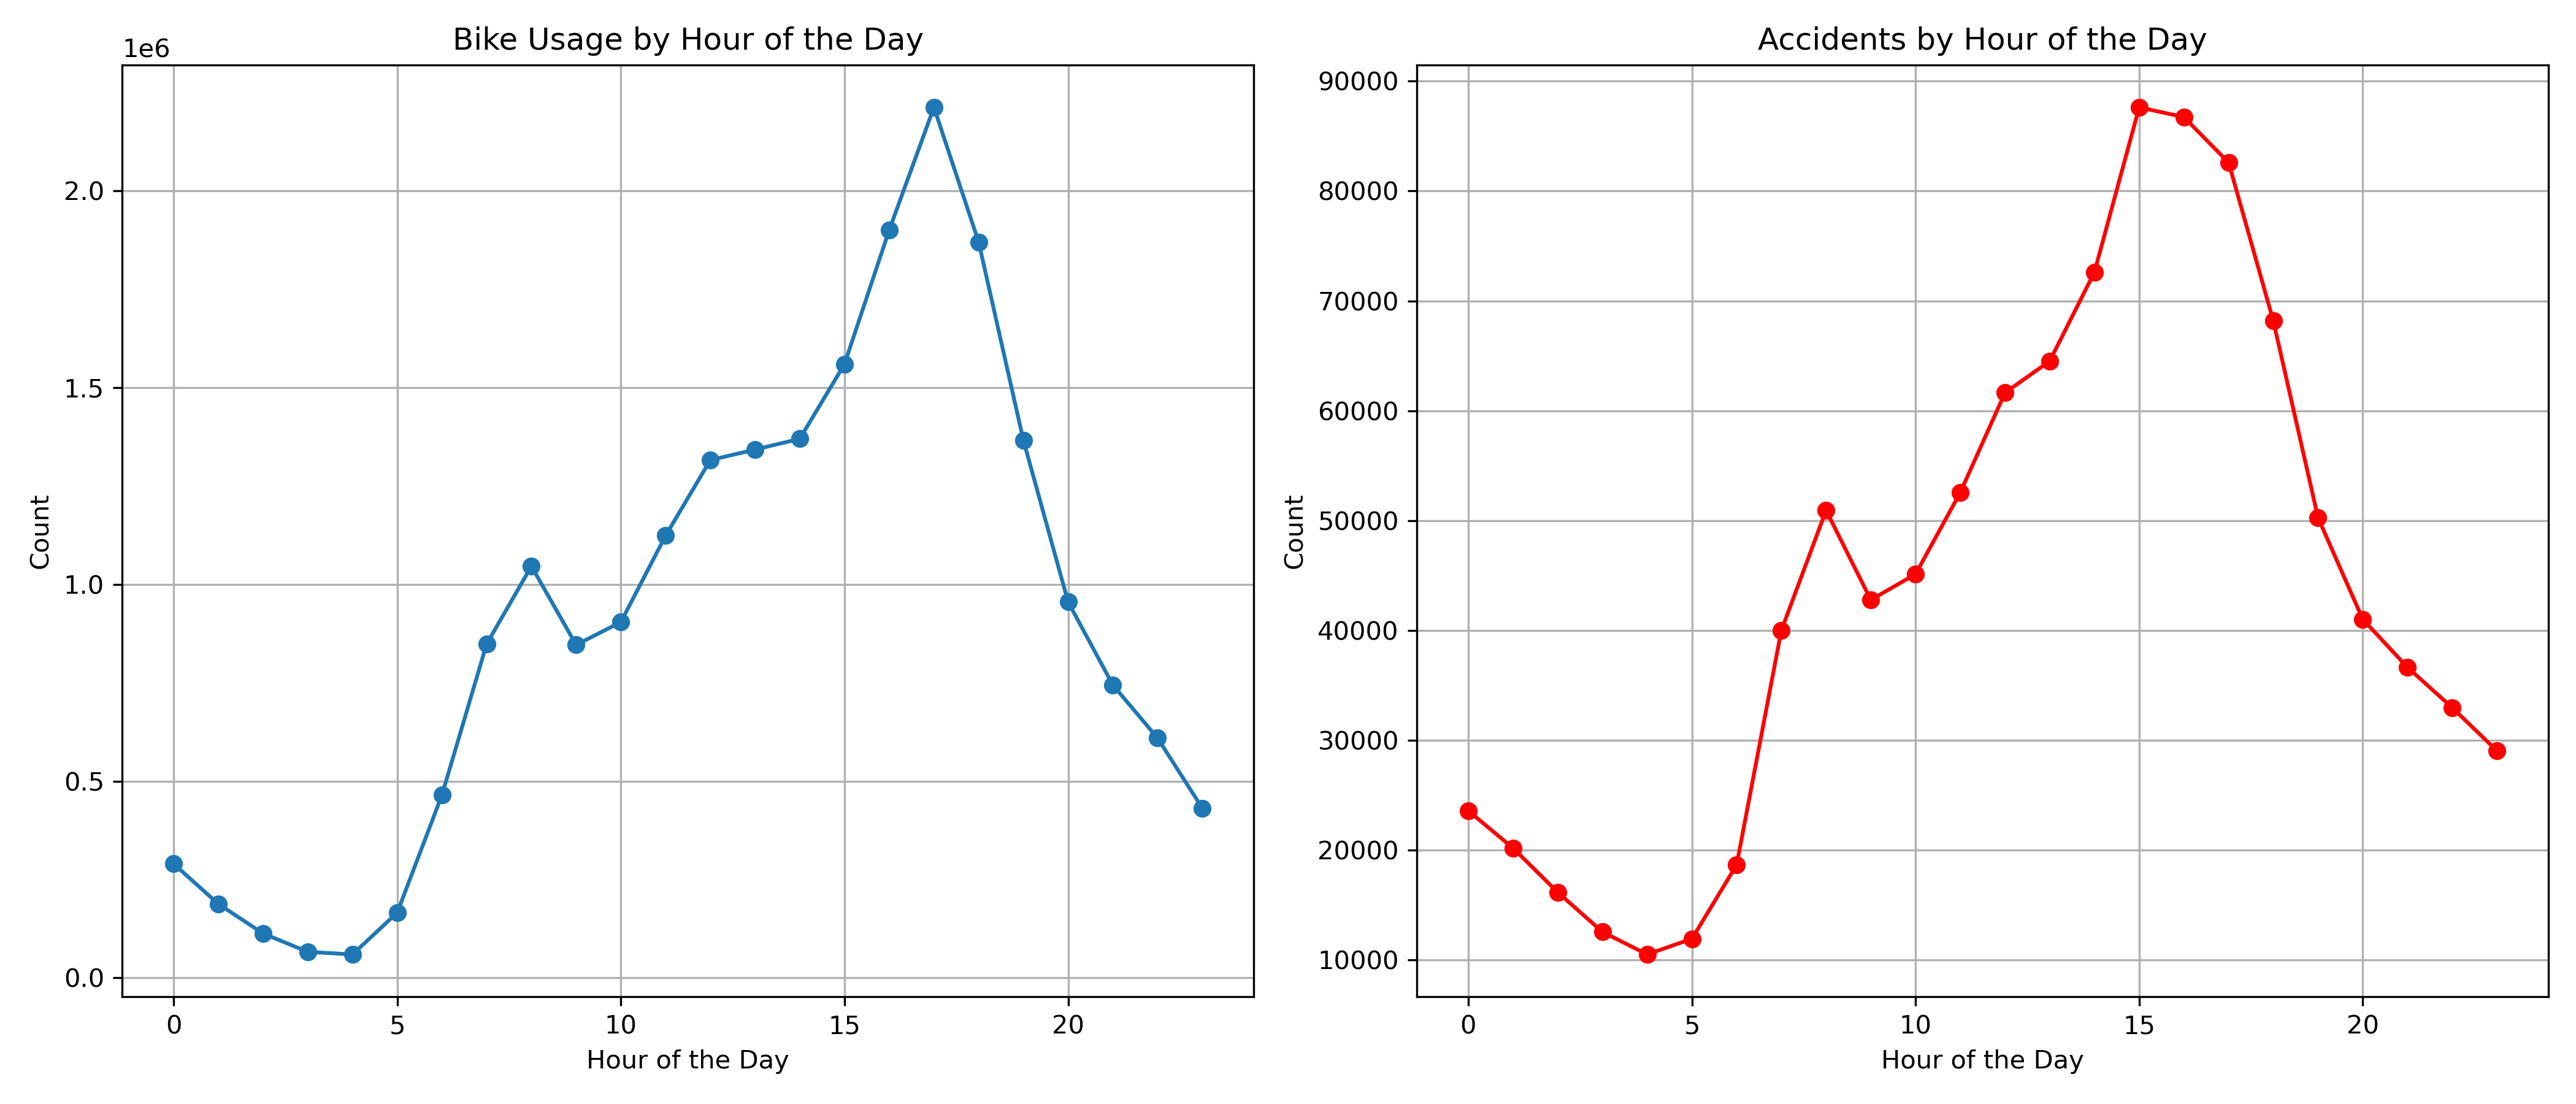 Bike Usage by Hour of the Day
1e6
2.0
1.5
1.0
0.5
0.0
Count
0 5 10 15 20
Hour of the Day
Accidents by Hour of the Day
90000
80000
70000
60000
50000
40000
30000
20000
10000
Count
0 5 10 15 20
Hour of the Day